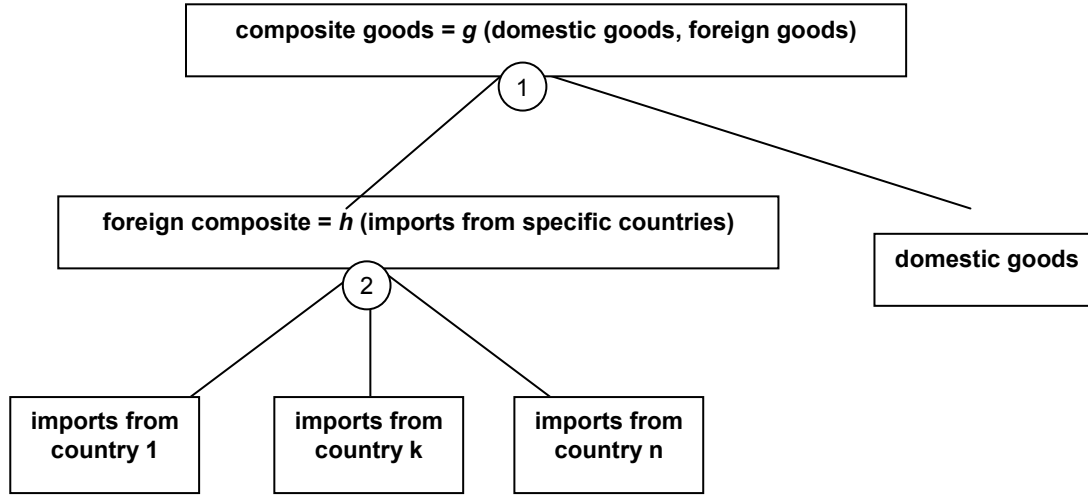 composite goods = g (domestic goods, foreign goods)
1
foreign composite = h (imports from specific countries)
domestic goods
2
imports from
country 1
imports from
country k
imports from
country n